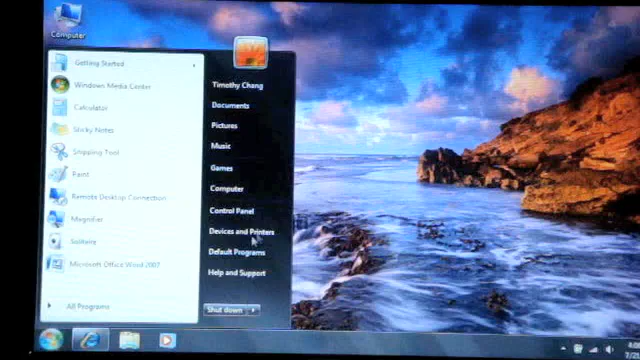 Computer
Getting Started
Windows Media Center
Calculator
Sticky Notes
Snipping Tool
Paint
Remote Desktop Connection
Magnifier
Solitaire
Microsoft Office Word 2007
All Programs
Timothy Chang
Documents
Pictures
Music
Games
Computer
Control Panel
Devices and Printers
Default Programs
Help and Support
Shut down